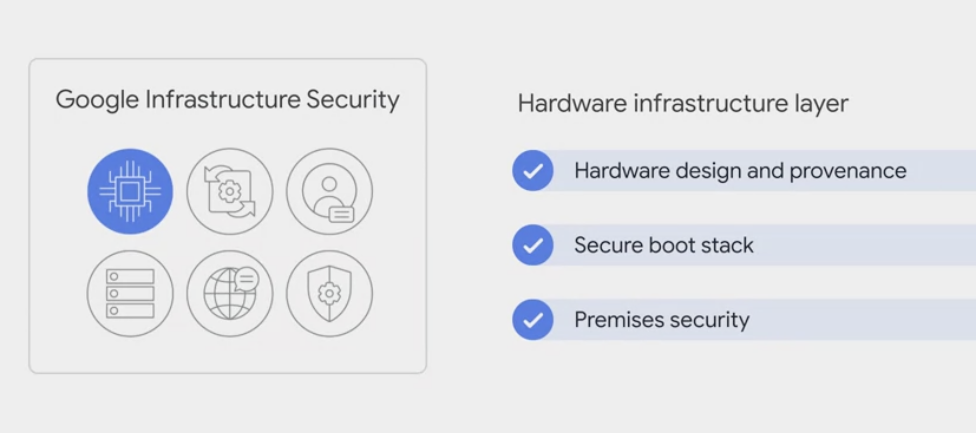 Google Infrastructure Security
Hardware infrastructure layer
Hardware design and provenance
Secure boot stack
Premises security